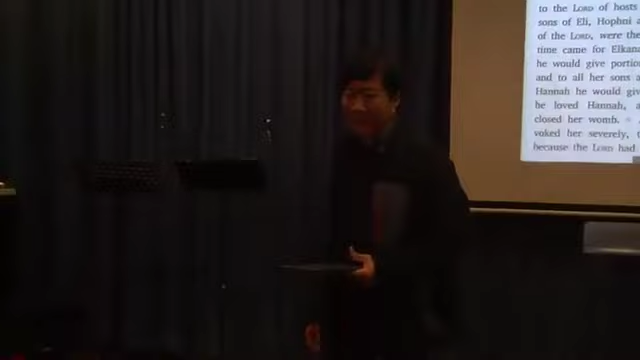 to the LORD of hosts
sons of Eli, Hophni
of the LORD, were the
time came for Elkana
he would give portio
and to all her sons
Hannah he would giv
he loved Hannah,
closed her womb.
voked her severely,
because the LORD had